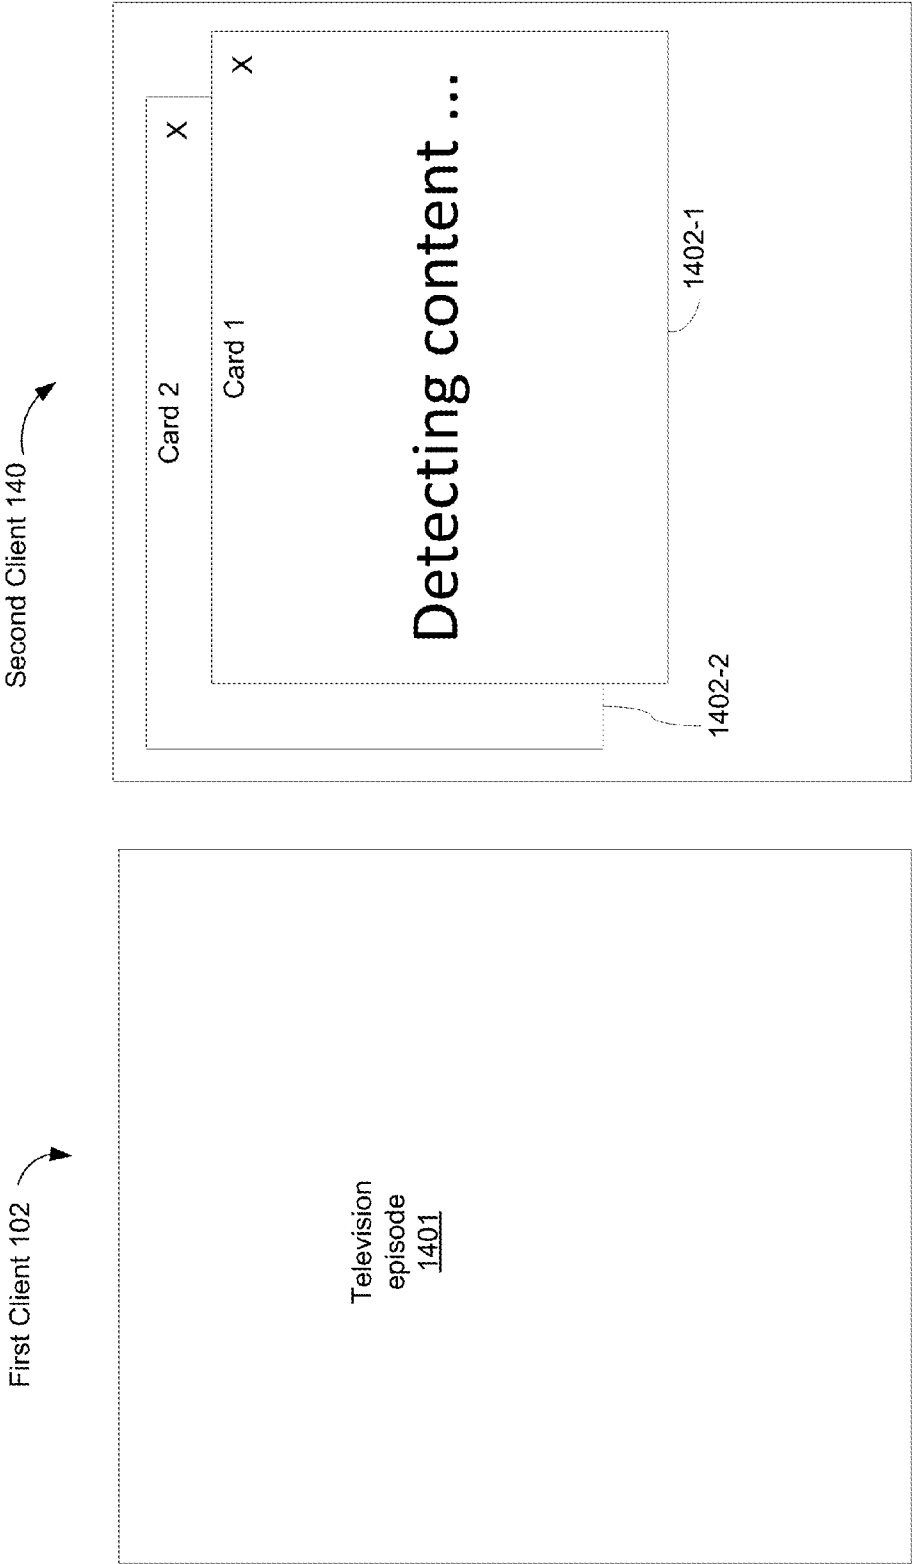 First Client 102
Television
episode
1401
Second Client 140
Card 2
X
Card 1
X
Detecting content ...
1402-1
1402-2